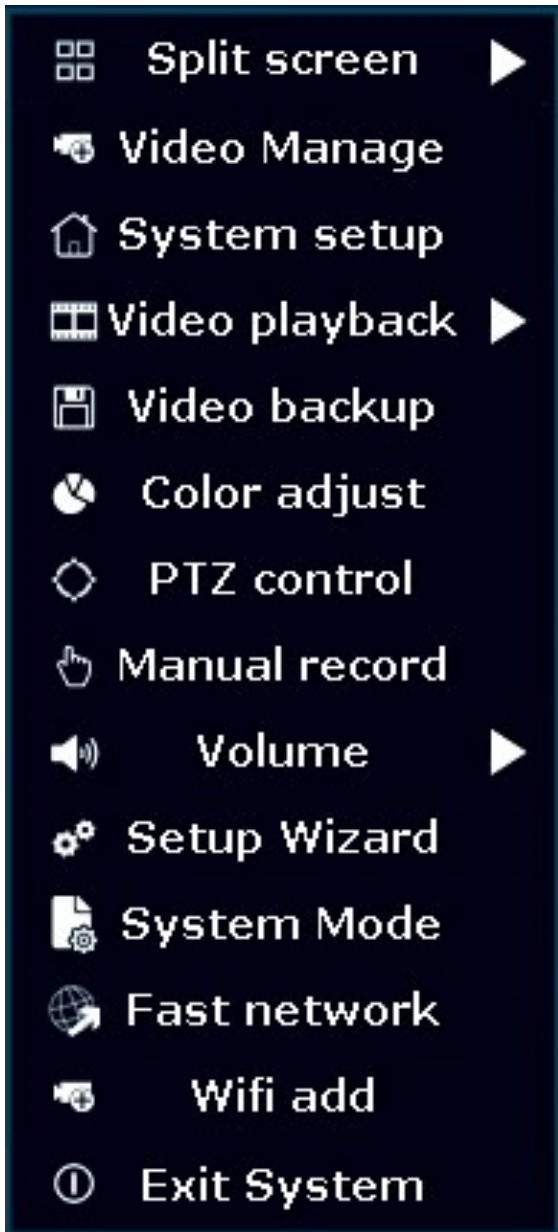 Split screen
Video Manage
System setup
Video playback
Video backup
Color adjust
PTZ control
Manual record
Volume
Setup Wizard
System Mode
Fast network
Wifi add
Exit System